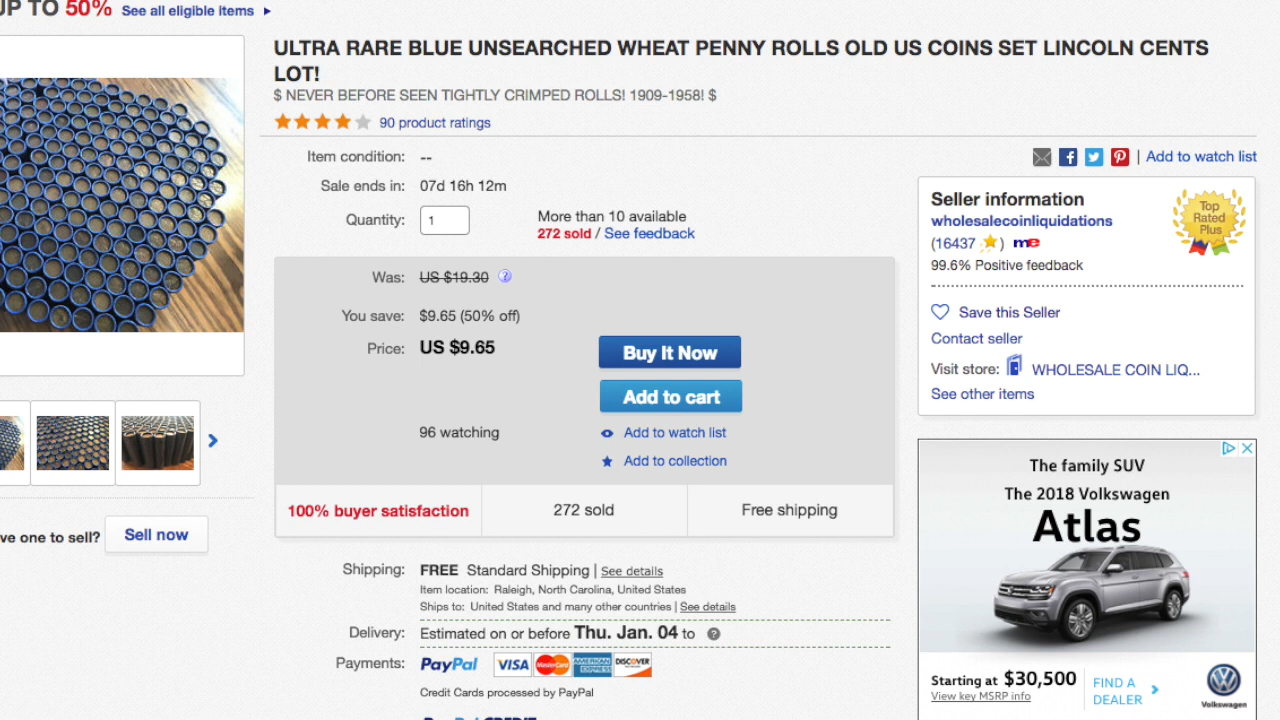 UP TO 50% See all eligible items
ULTRA RARE BLUE UNSEARCHED WHEAT PENNY ROLLS OLD US COINS SET LINCOLN CENTS
LOT!
$ NEVER BEFORE SEEN TIGHTLY CRIMPED ROLLS! 1909-1958! $
90 product ratings
Item condition: --
Sale ends in: 07d 16h 12m
Quantity: 1
More than 10 available
272 sold / See feedback
Was: US $19.30
You save: $9.65 (50% off)
Price: US $9.65
Buy It Now
Add to cart
96 watching
Add to watch list
Add to collection
100% buyer satisfaction
272 sold
Free shipping
ve one to sell? Sell now
Shipping: FREE Standard Shipping | See details
Item location: Raleigh, North Carolina, United States
Ships to: United States and many other countries | See details
Delivery: Estimated on or before Thu. Jan. 04 to
Payments: PayPal VISA MasterCard AMERICAN EXPRESS DISCOVER
Credit Cards processed by PayPal
PayPal CREDIT
| Add to watch list
Seller information
wholesalecoinliquidations
(16437 ) me
99.6% Positive feedback
Top
Rated
Plus
Save this Seller
Contact seller
Visit store: WHOLESALE COIN LIQ...
See other items
The family SUV
The 2018 Volkswagen
Atlas
Starting at $30,500
View key MSRP info
FIND A
DEALER
Volkswagen